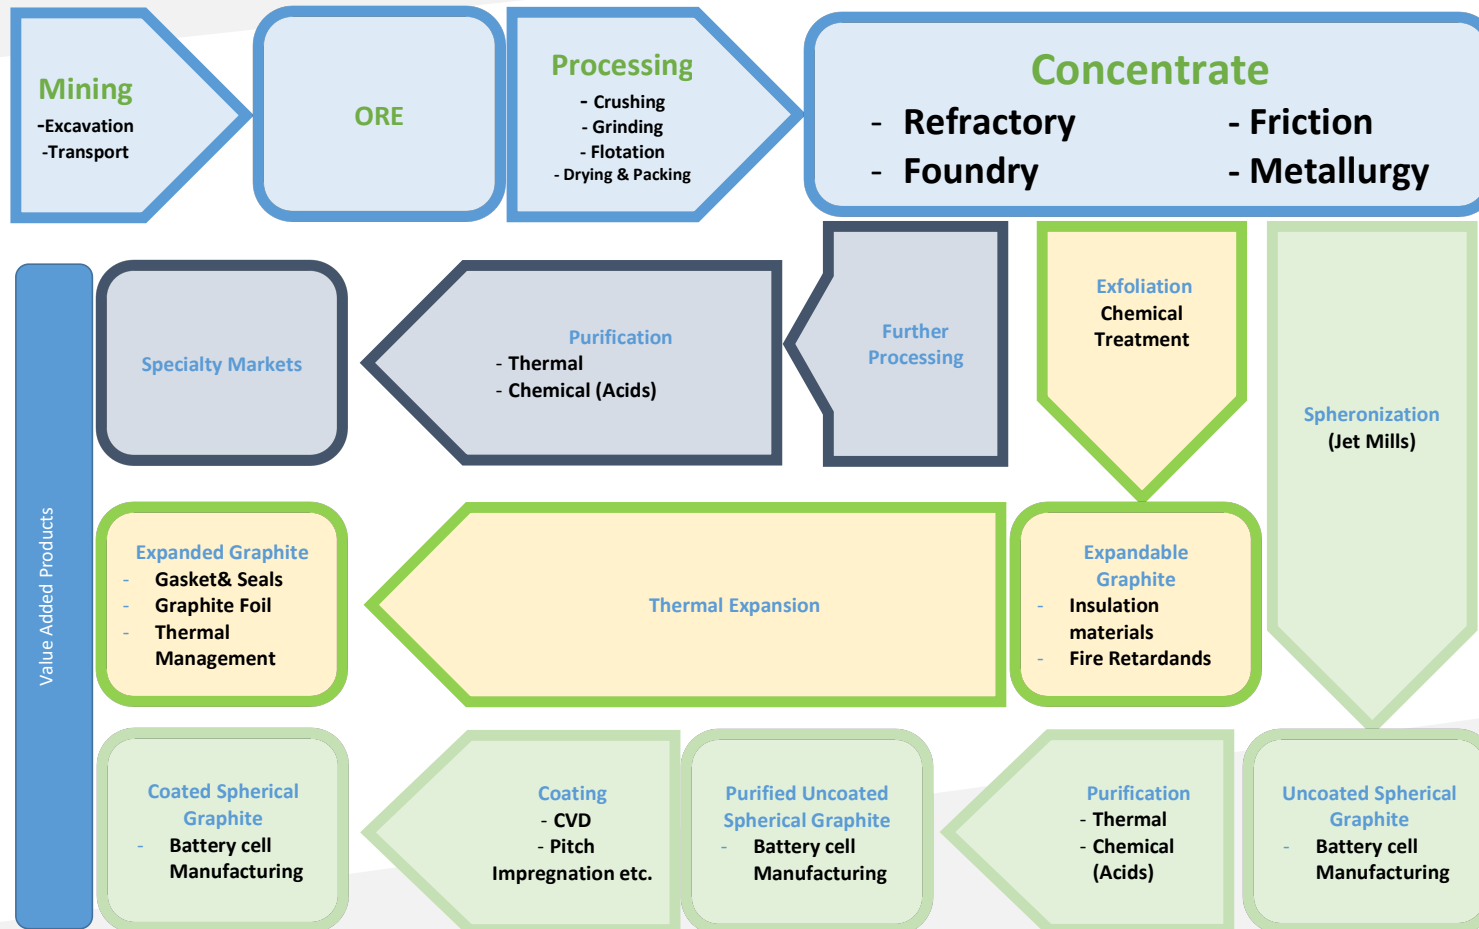 Mining
-Excavation
-Transport
ORE
Processing
- Crushing
- Grinding
- Flotation
- Drying & Packing
Concentrate
- Refractory
- Foundry
- Friction
- Metallurgy
Value Added Products
Specialty Markets
Purification
- Thermal
- Chemical (Acids)
Further
Processing
Exfoliation
Chemical
Treatment
Spheronization
(Jet Mills)
Expanded Graphite
- Gasket& Seals
- Graphite Foil
- Thermal
Management
Thermal Expansion
Expandable
Graphite
- Insulation
materials
- Fire Retardands
Coated Spherical
Graphite
- Battery cell
Manufacturing
Coating
- CVD
- Pitch
Impregnation etc.
Purified Uncoated
Spherical Graphite
- Battery cell
Manufacturing
Purification
- Thermal
- Chemical
(Acids)
Uncoated Spherical
Graphite
- Battery cell
Manufacturing